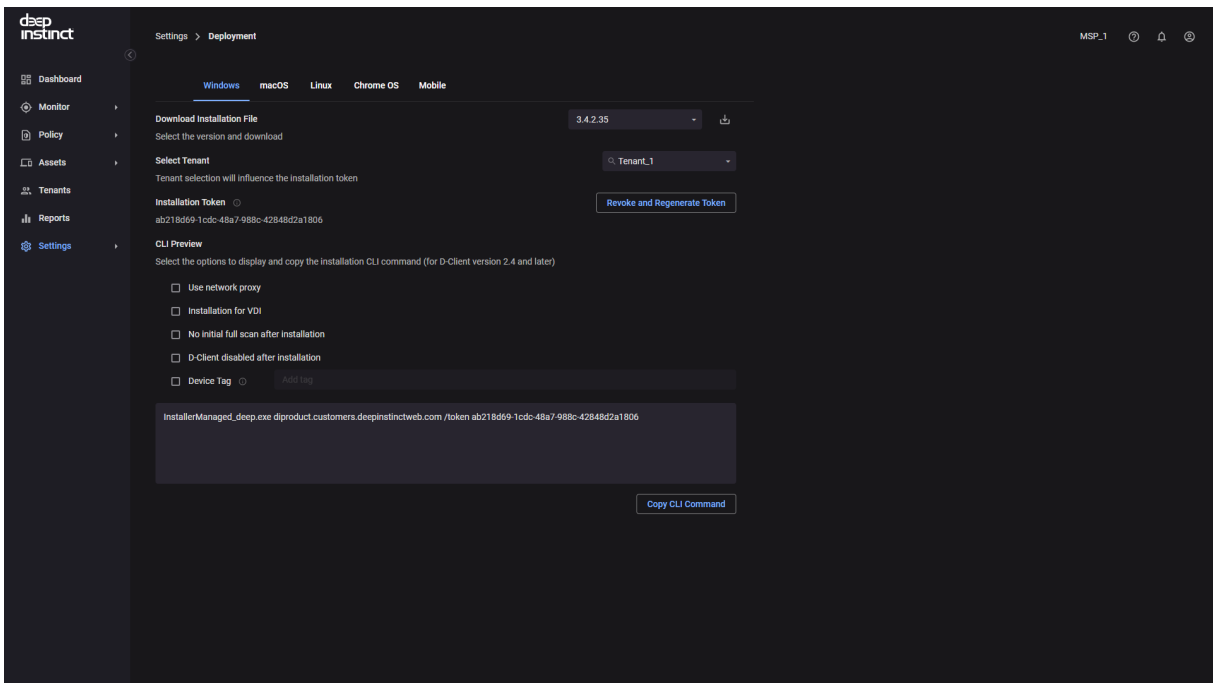 deep
instinct
Settings > Deployment
MSP_1
Dashboard
Monitor
Policy
Assets
Tenants
Reports
Settings
Windows macOS Linux Chrome OS Mobile
Download Installation File
3.4.2.35
Select the version and download
Select Tenant
Tenant_1
Tenant selection will influence the installation token
Installation Token
Revoke and Regenerate Token
ab218d69-1cdc-48a7-988c-42848d2a1806
CLI Preview
Select the options to display and copy the installation CLI command (for D-Client version 2.4 and later)
Use network proxy
Installation for VDI
No initial full scan after installation
D-Client disabled after installation
Device Tag Add tag
InstallerManaged_deep.exe diproduct.customers.deepinstinctweb.com /token ab218d69-1cdc-48a7-988c-42848d2a1806
Copy CLI Command